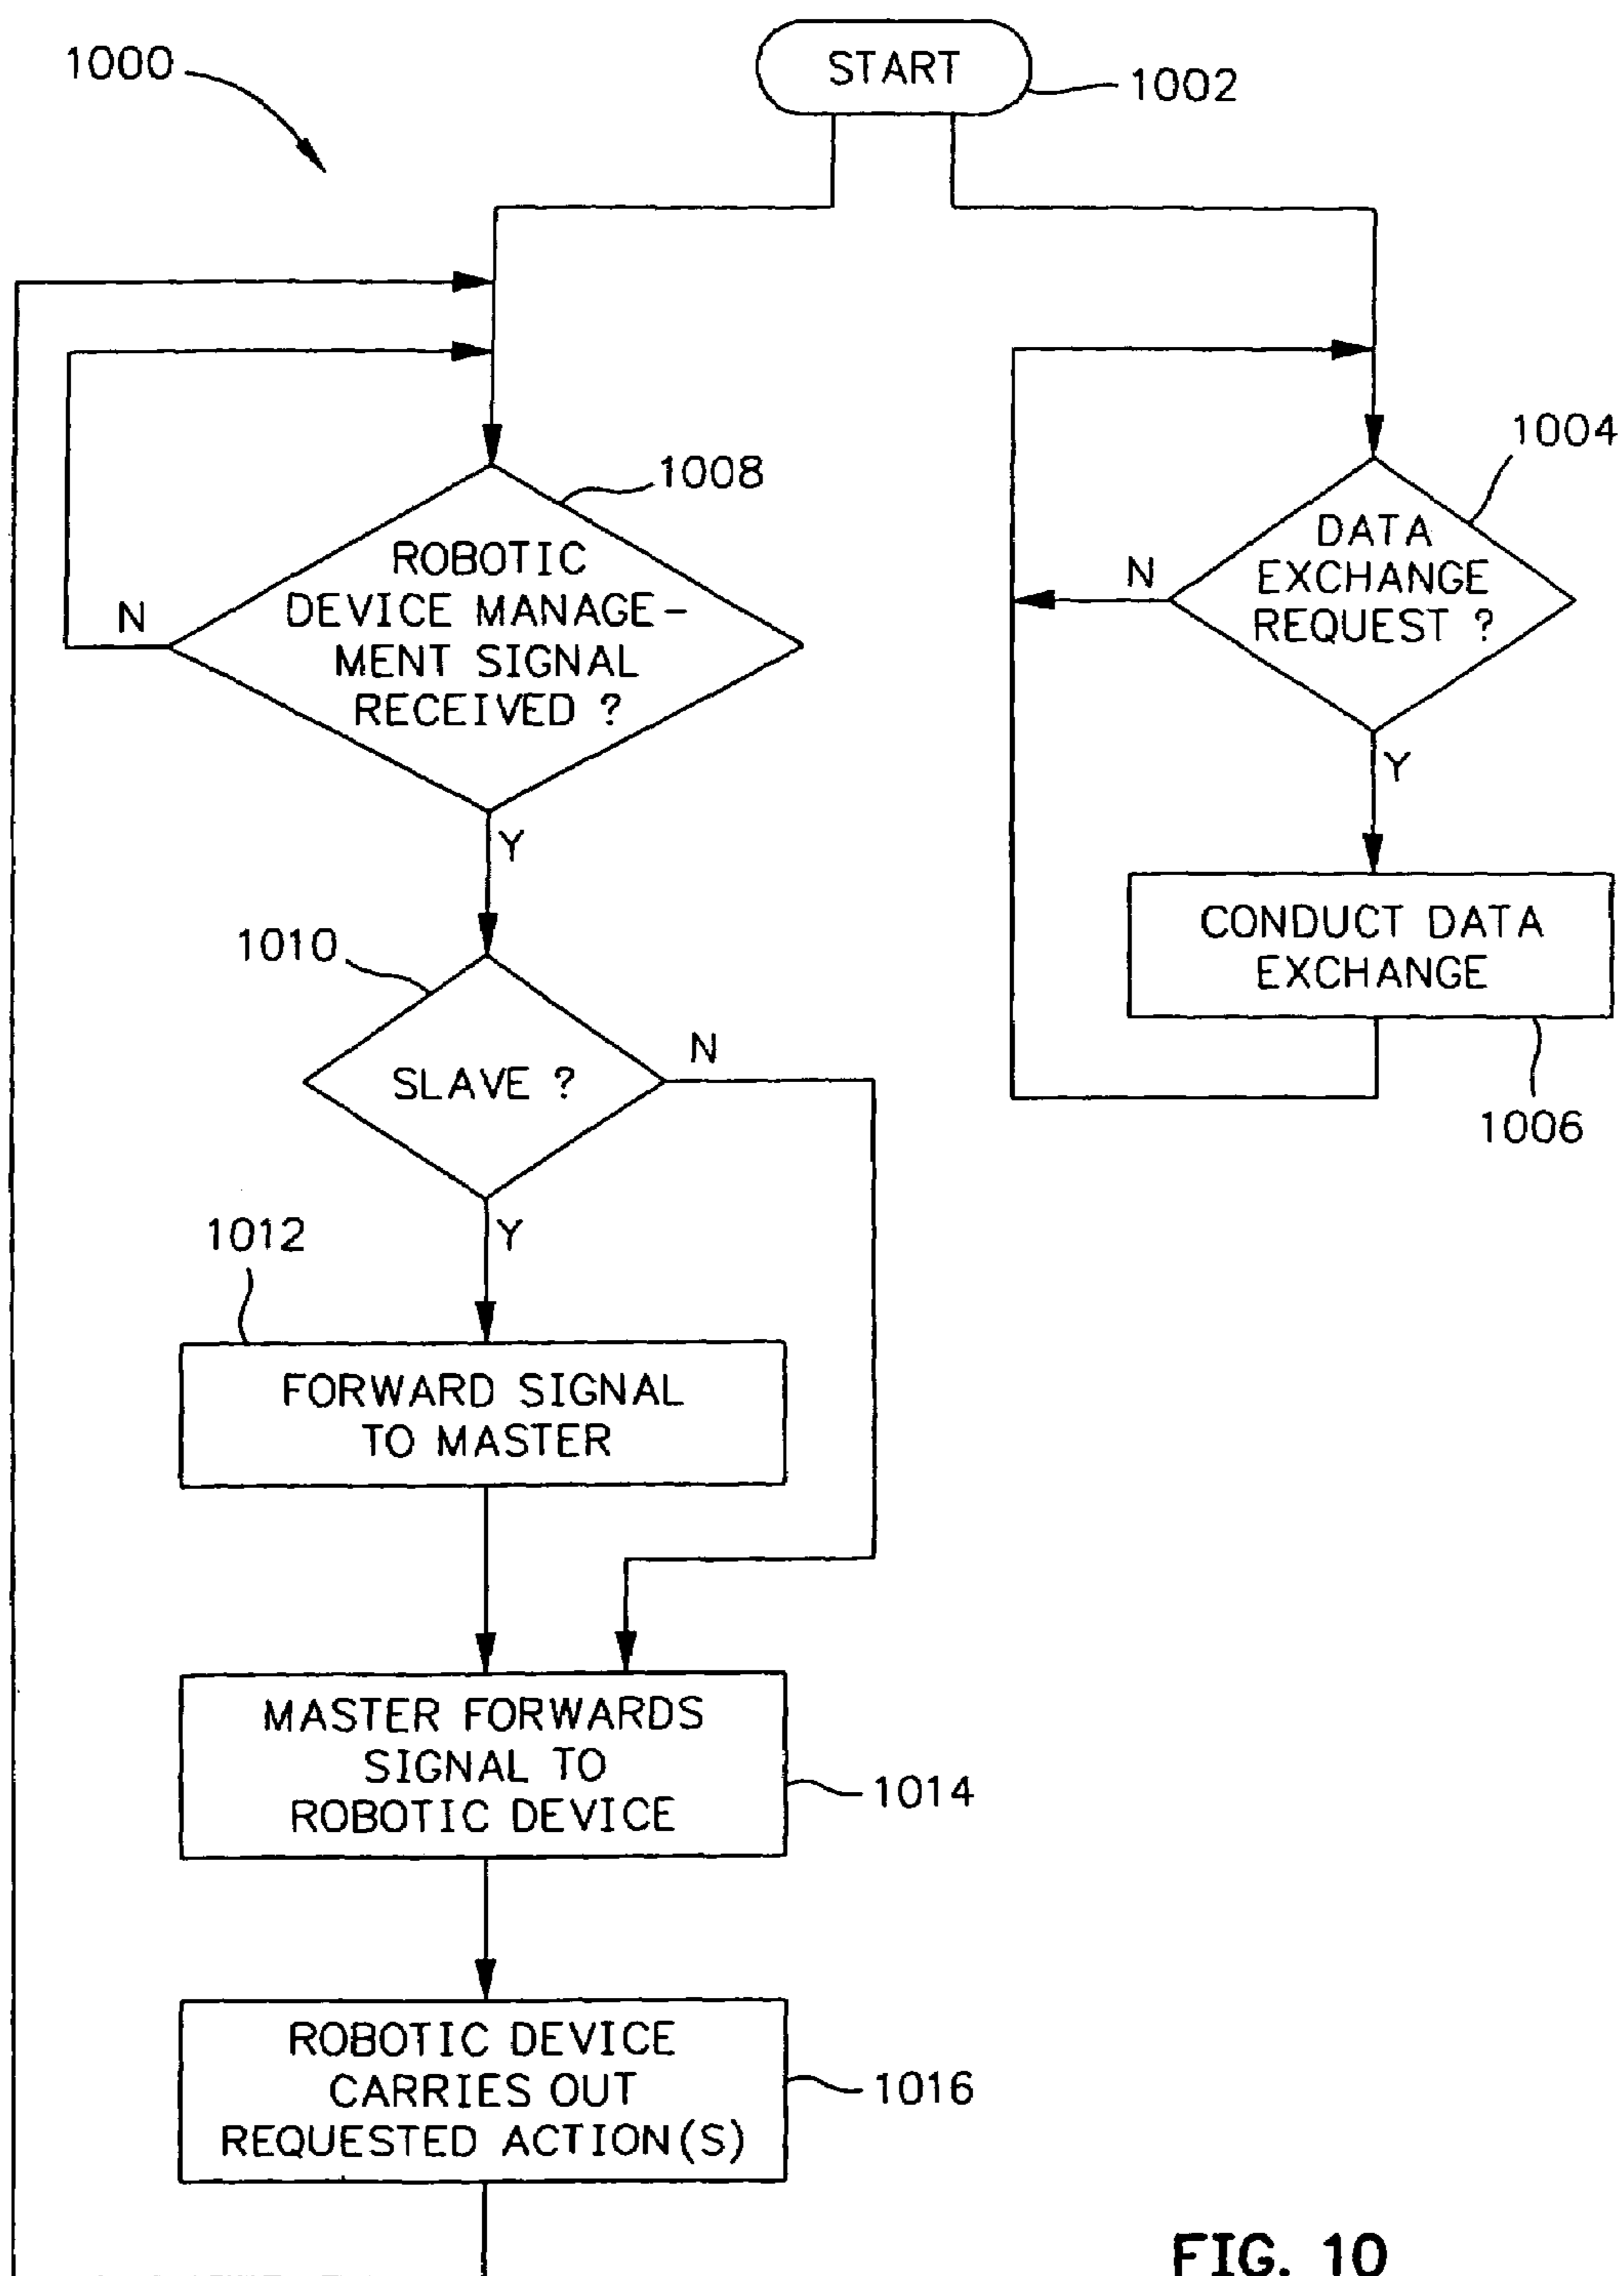 1000
START
1002
1008
ROBOTIC
DEVICE MANAGE-
MENT SIGNAL
RECEIVED ?
N
Y
1004
DATA
EXCHANGE
REQUEST ?
N
Y
CONDUCT DATA
EXCHANGE
1006
1010
SLAVE ?
N
Y
1012
FORWARD SIGNAL
TO MASTER
MASTER FORWARDS
SIGNAL TO
ROBOTIC DEVICE
1014
ROBOTIC DEVICE
CARRIES OUT
REQUESTED ACTION(S)
1016
FIG. 10